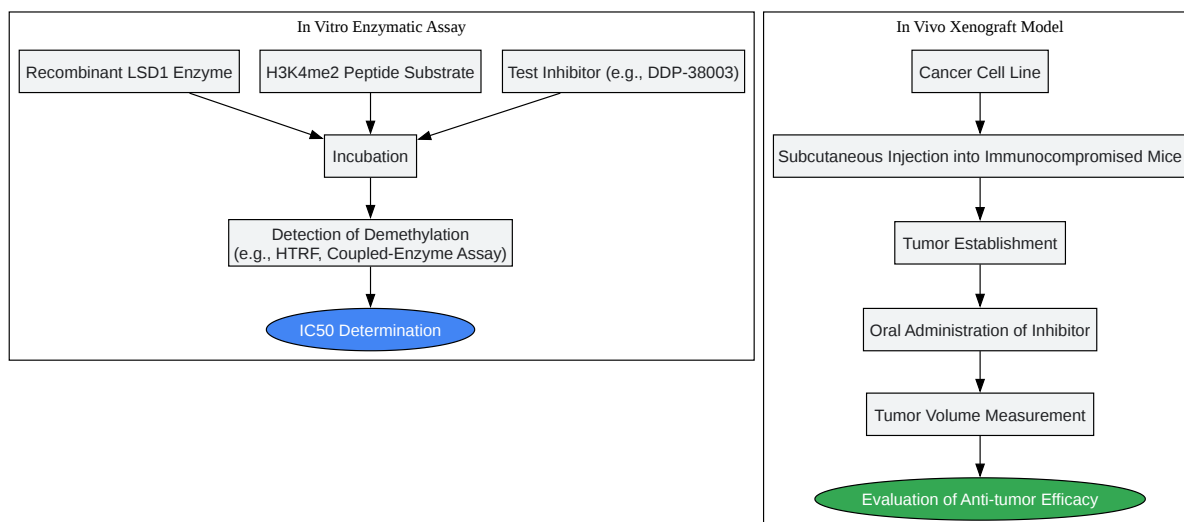 In Vitro Enzymatic Assay
Recombinant LSD1 Enzyme
H3K4me2 Peptide Substrate
Test Inhibitor (e.g., DDP-38003)
Incubation
Detection of Demethylation
(e.g., HTRF, Coupled-Enzyme Assay)
IC50 Determination
In Vivo Xenograft Model
Cancer Cell Line
Subcutaneous Injection into Immunocompromised Mice
Tumor Establishment
Oral Administration of Inhibitor
Tumor Volume Measurement
Evaluation of Anti-tumor Efficacy